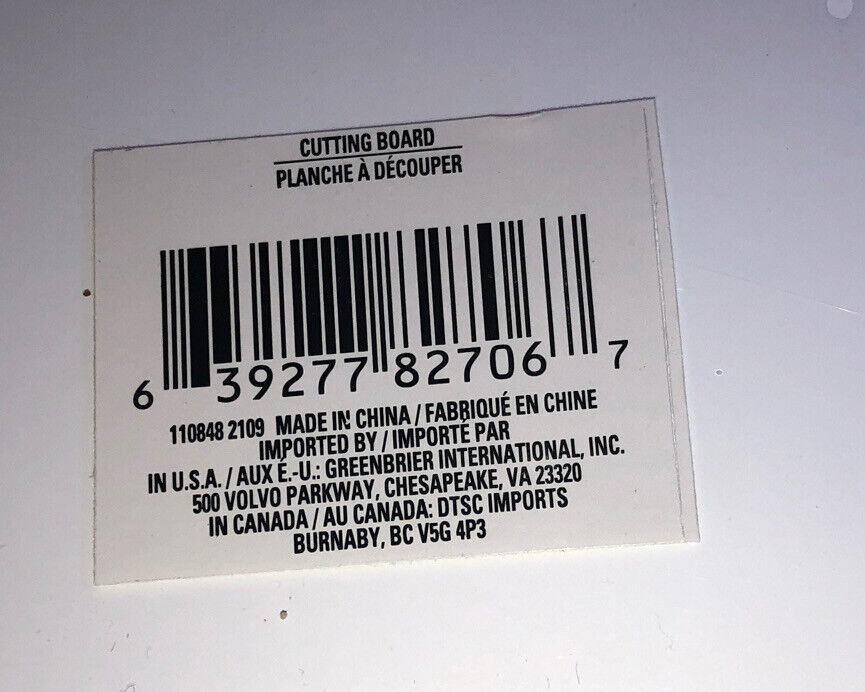 CUTTING BOARD
PLANCHE À DÉCOUPER
6 39277 82706 7
110848 2109 MADE IN CHINA / FABRIQUÉ EN CHINE
IMPORTED BY / IMPORTÉ PAR
IN U.S.A. / AUX É.-U.: GREENBRIER INTERNATIONAL, INC.
500 VOLVO PARKWAY, CHESAPEAKE, VA 23320
IN CANADA / AU CANADA: DTSC IMPORTS
BURNABY, BC V5G 4P3